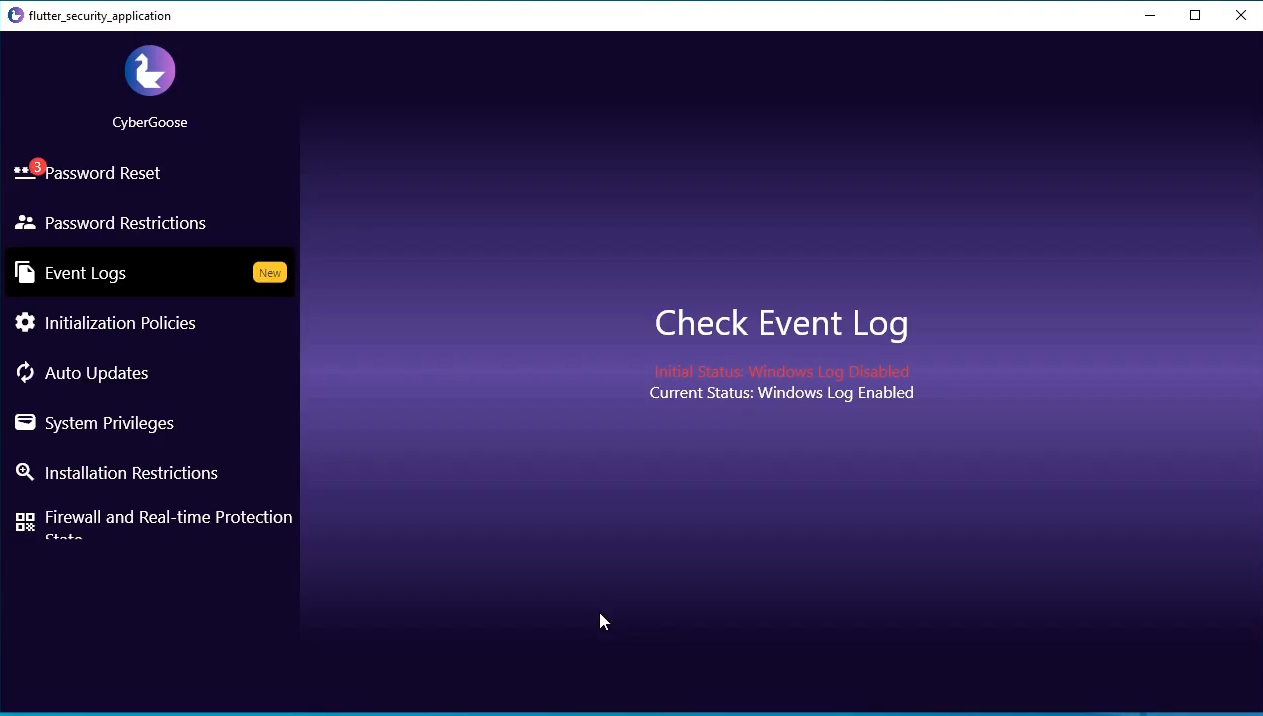 flutter_security_application
CyberGoose
3
Password Reset
Password Restrictions
Event Logs
New
Initialization Policies
Auto Updates
System Privileges
Installation Restrictions
Firewall and Real-time Protection
State
Check Event Log
Initial Status: Windows Log Disabled
Current Status: Windows Log Enabled